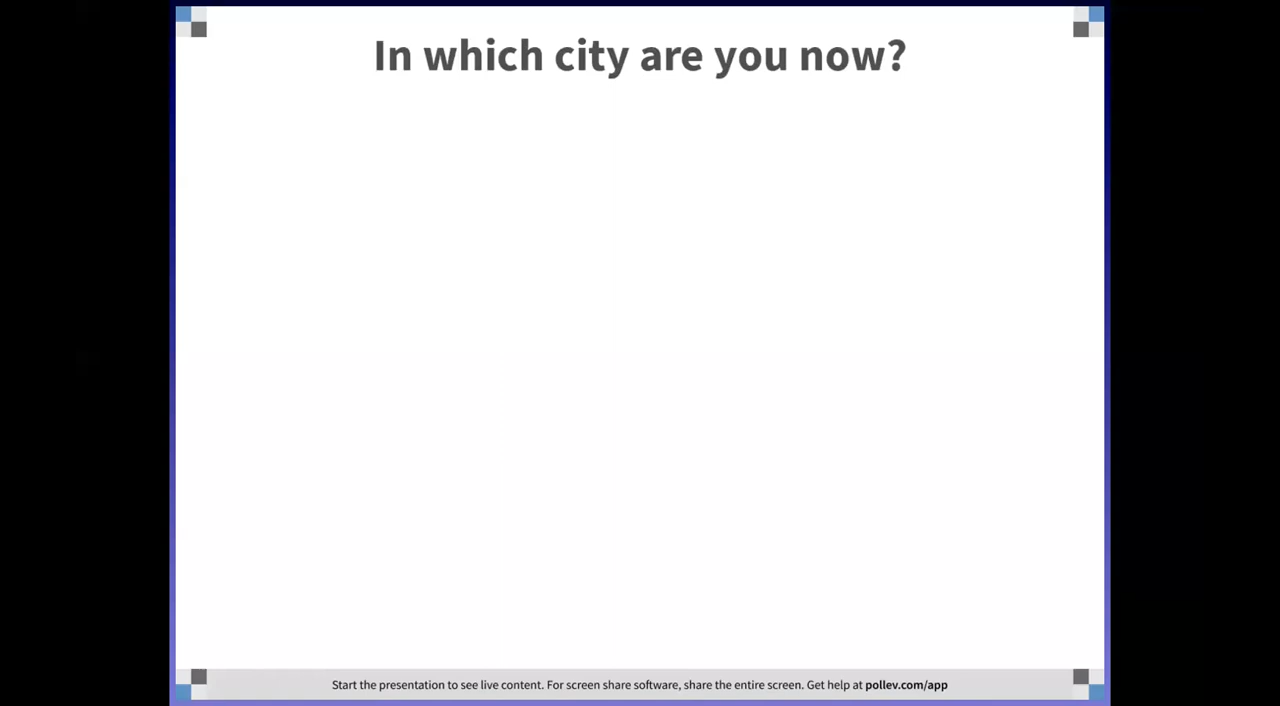 In which city are you now?
Start the presentation to see live content. For screen share software, share the entire screen. Get help at pollev.com/app